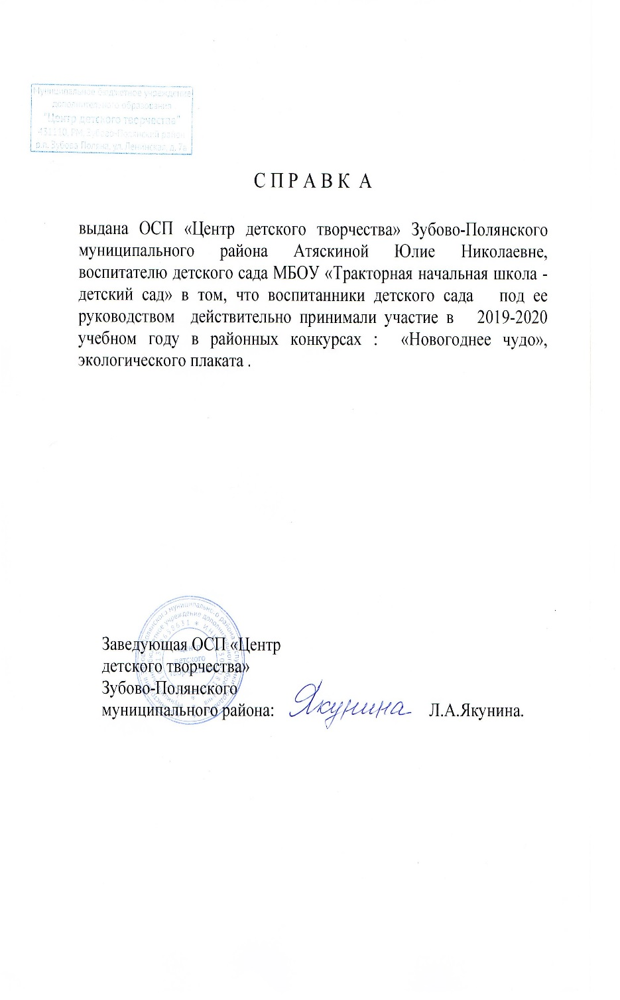 Муниципальное бюджетное учреждение
дополнительного образования
"Центр детского творчества"
431110, РМ, Зубово-Полянский район
р.п. Зубова Поляна, ул. Ленинская, д. 7а
С П Р А В К А
выдана ОСП «Центр детского творчества» Зубово-Полянского
муниципального района Атяскиной Юлие Николаевне,
воспитателю детского сада МБОУ «Тракторная начальная школа -
детский сад» в том, что воспитанники детского сада под ее
руководством действительно принимали участие в 2019-2020
учебном году в районных конкурсах : «Новогоднее чудо»,
экологического плаката .
Заведующая ОСП «Центр
детского творчества»
Зубово-Полянского
муниципального района: Якунина Л.А.Якунина.
Центр
детского